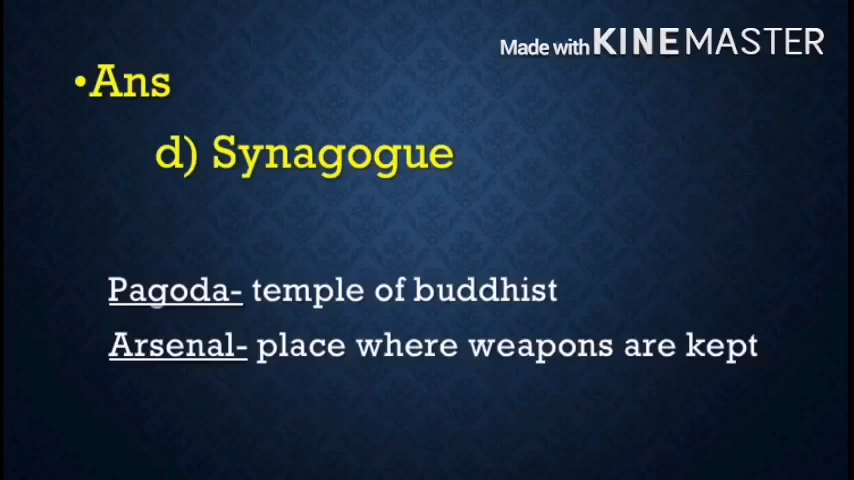 Made with KINEMASTER
•Ans
d) Synagogue
Pagoda- temple of buddhist
Arsenal- place where weapons are kept